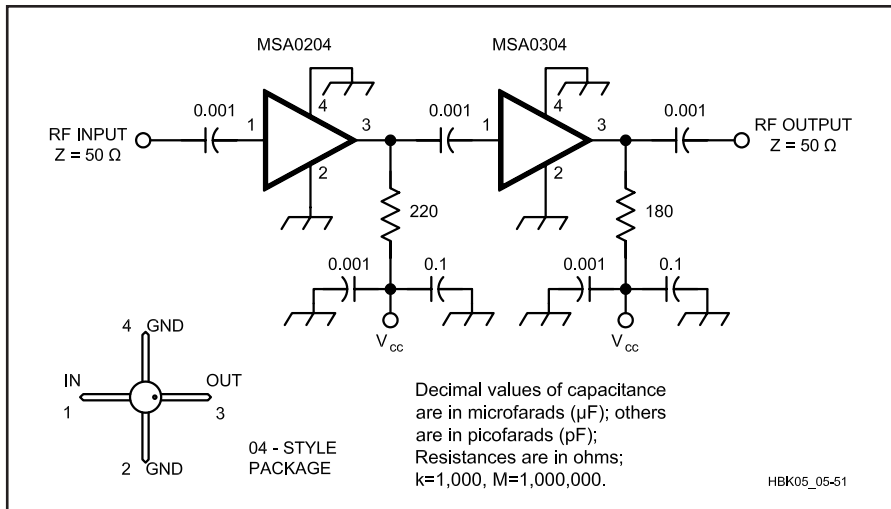 MSA0204
MSA0304
0.001
4
0.001
4
0.001
RF INPUT
Z = 50 Ω
1
3
1
3
RF OUTPUT
Z = 50 Ω
2
2
220
180
0.001
0.1
0.001
0.1
Vcc
Vcc
4 GND
IN
OUT
1
3
2 GND
04 - STYLE
PACKAGE
Decimal values of capacitance
are in microfarads (µF); others
are in picofarads (pF);
Resistances are in ohms;
k=1,000, M=1,000,000.
HBK05_05-51